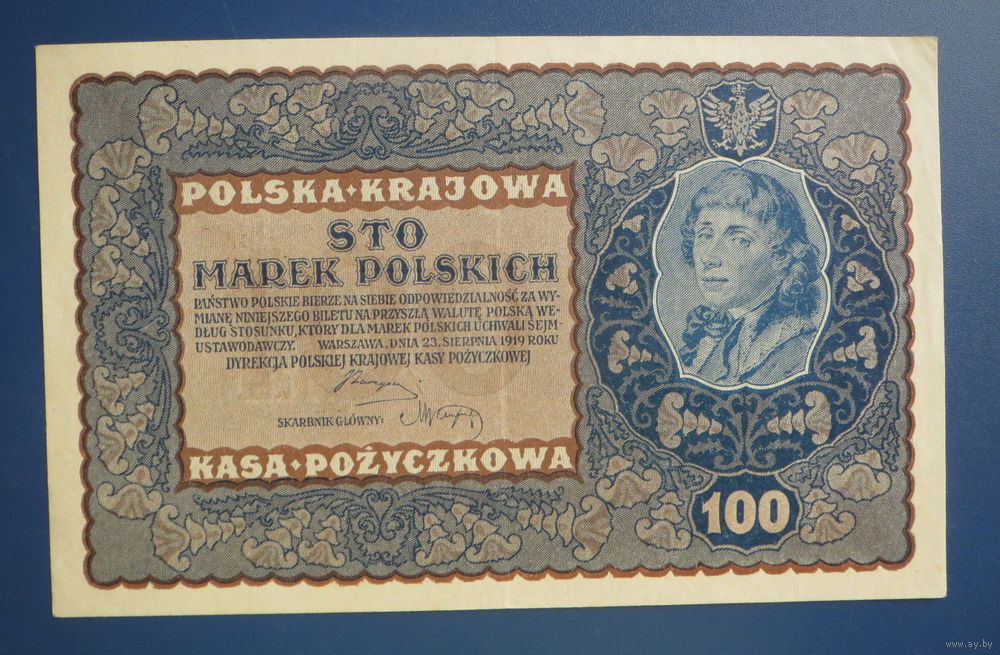 POLSKA·KRAJOWA
STO
MAREK POLSKICH
PAŃSTWO POLSKIE BIERZE NA SIEBIE ODPOWIEDZIALNOŚĆ ZA WY-
MIANĘ NINIEJSZEGO BILETU NA PRZYSZŁĄ WALUTĘ POLSKĄ WE-
DŁUG STOSUNKU, KTÓRY DLA MAREK POLSKICH UCHWALI SEJM
USTAWODAWCZY. WARSZAWA, DNIA 23. SIERPNIA 1919 ROKU
DYREKCJA POLSKIEJ KRAJOWEJ KASY POŻYCZKOWEJ
SKARBNIK GŁÓWNY:
KASA·POŻYCZKOWA
100
www.ay.by